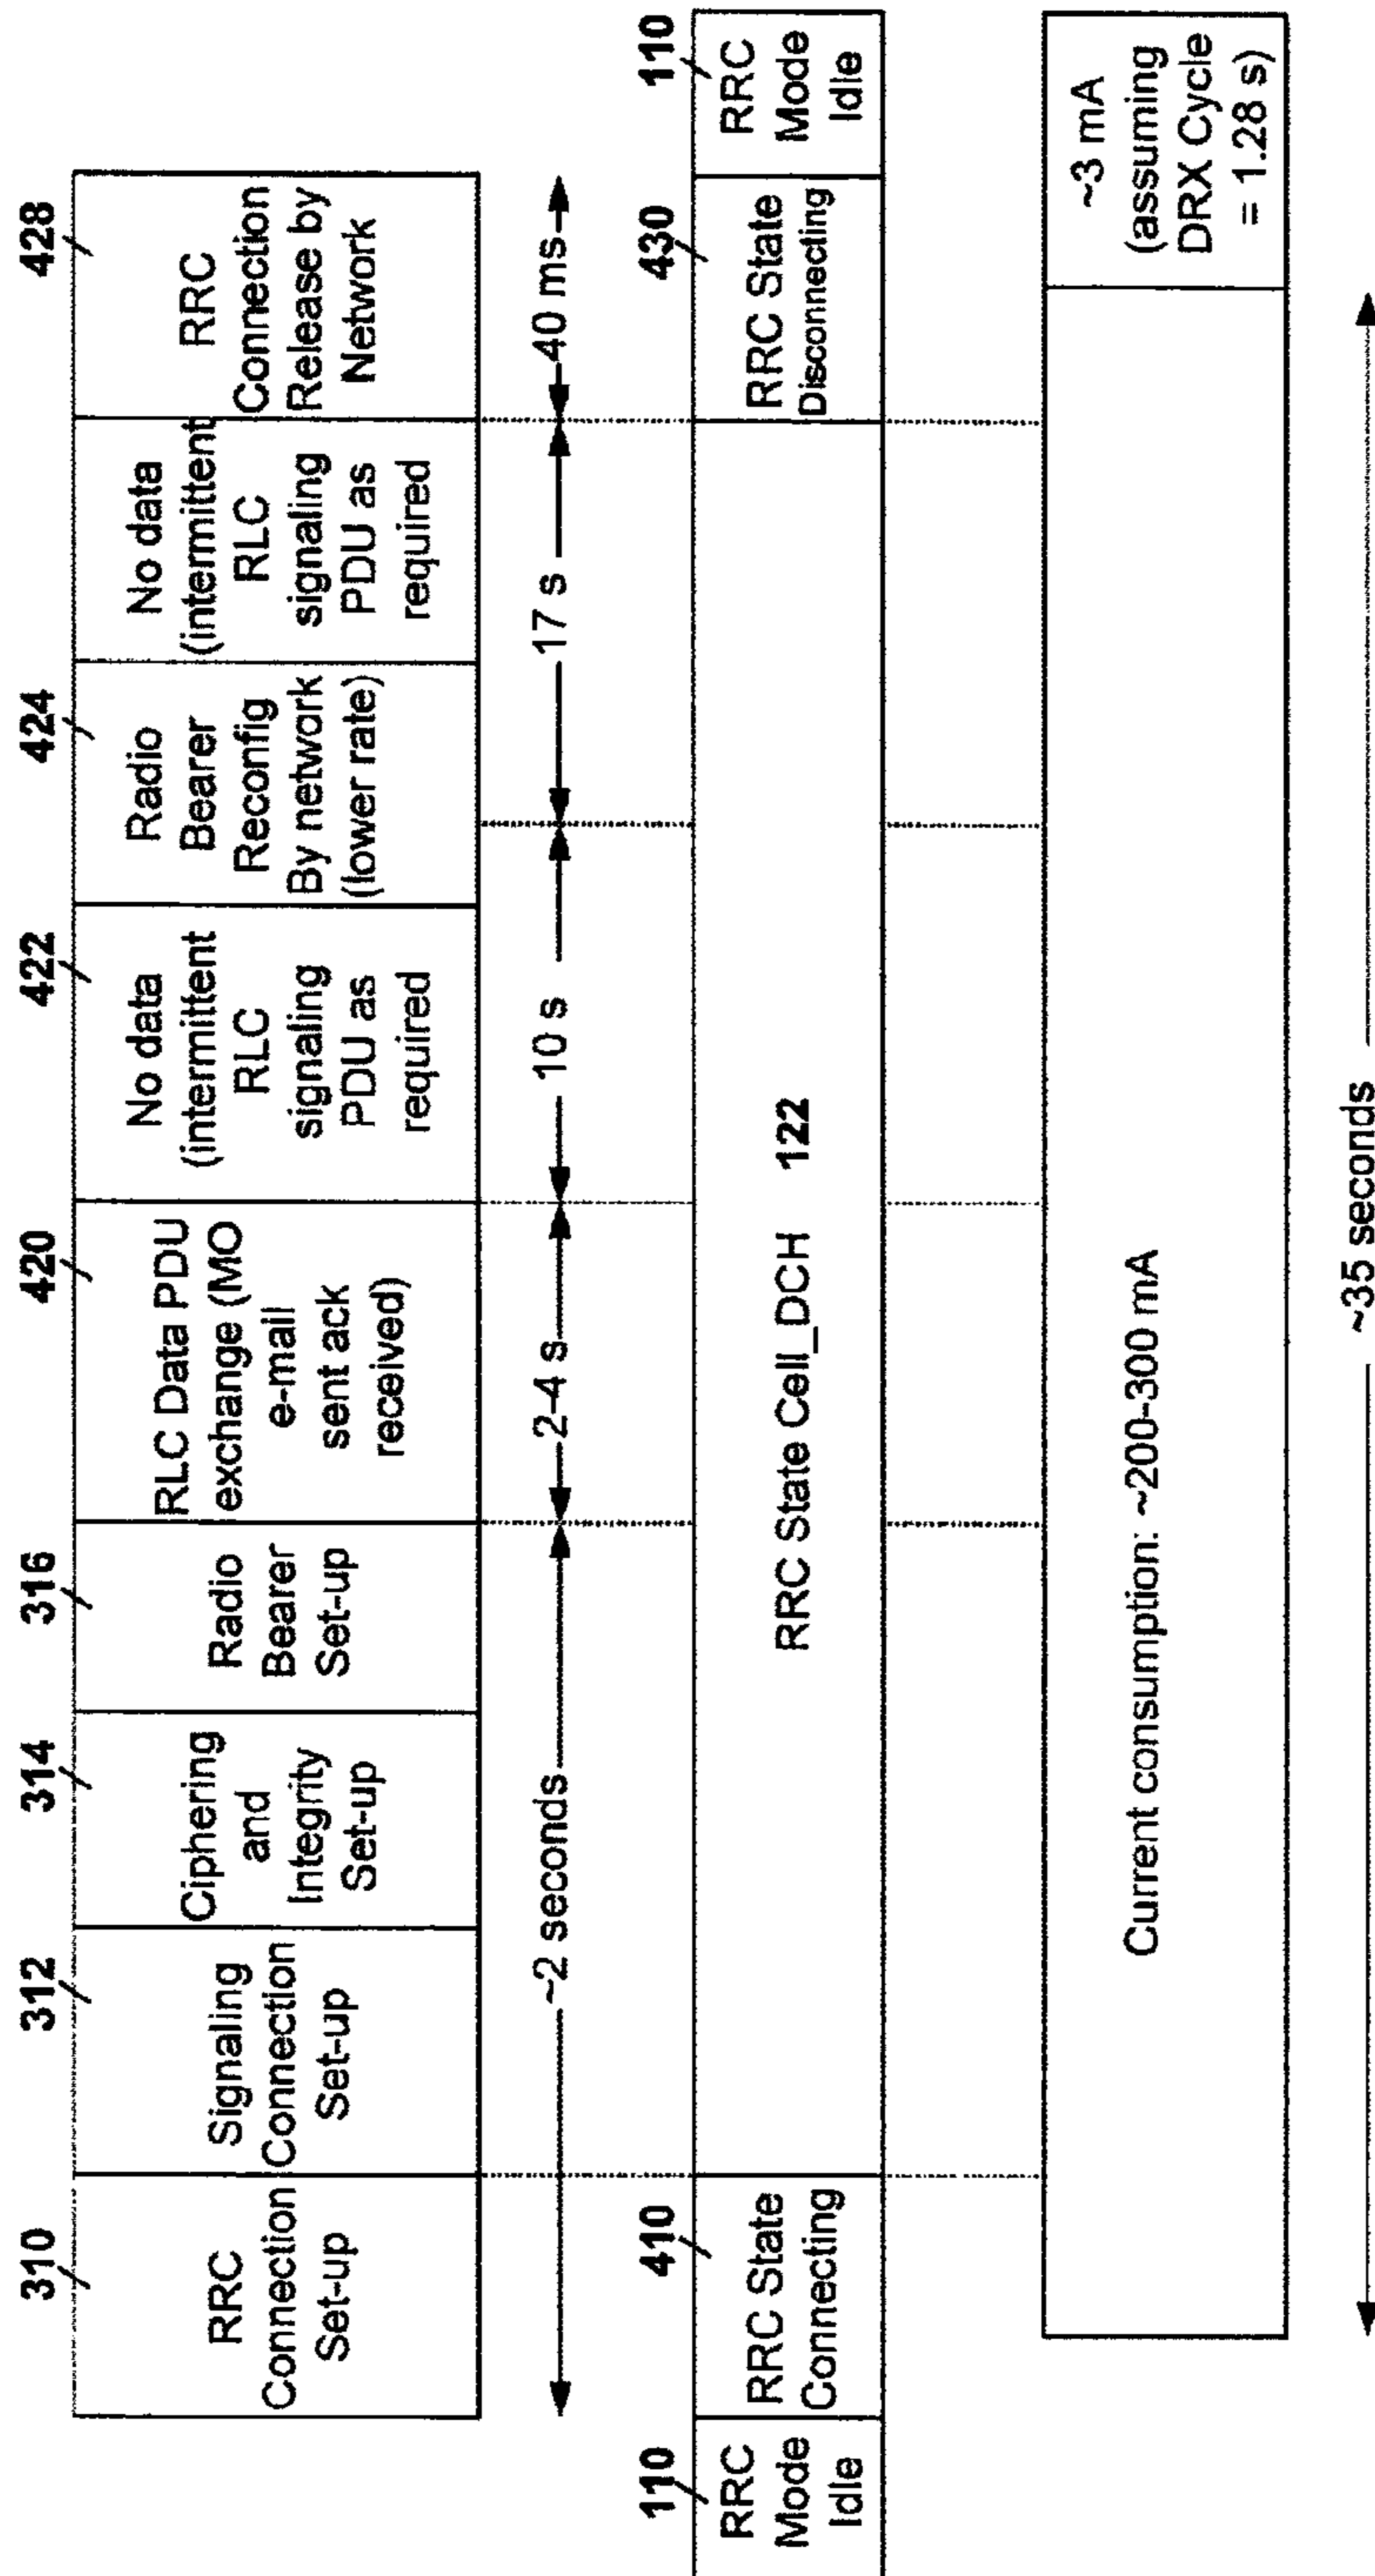 310
RRC
Connection
Set-up
312
Signaling
Connection
Set-up
314
Ciphering
and
Integrity
Set-up
316
Radio
Bearer
Set-up
420
RLC Data PDU
exchange (MO
e-mail
sent ack
received)
422
No data
(intermittent
RLC
signaling
PDU as
required
424
Radio
Bearer
Reconfig
By network
(lower rate)
No data
(intermittent
RLC
signaling
PDU as
required
428
RRC
Connection
Release by
Network
~2 seconds
2-4 s
10 s
17 s
40 ms
110
RRC
Mode
Idle
410
RRC State
Connecting
RRC State Cell_DCH 122
430
RRC State
Disconnecting
110
RRC
Mode
Idle
Current consumption: ~200-300 mA
~3 mA
(assuming
DRX Cycle
= 1.28 s)
~35 seconds